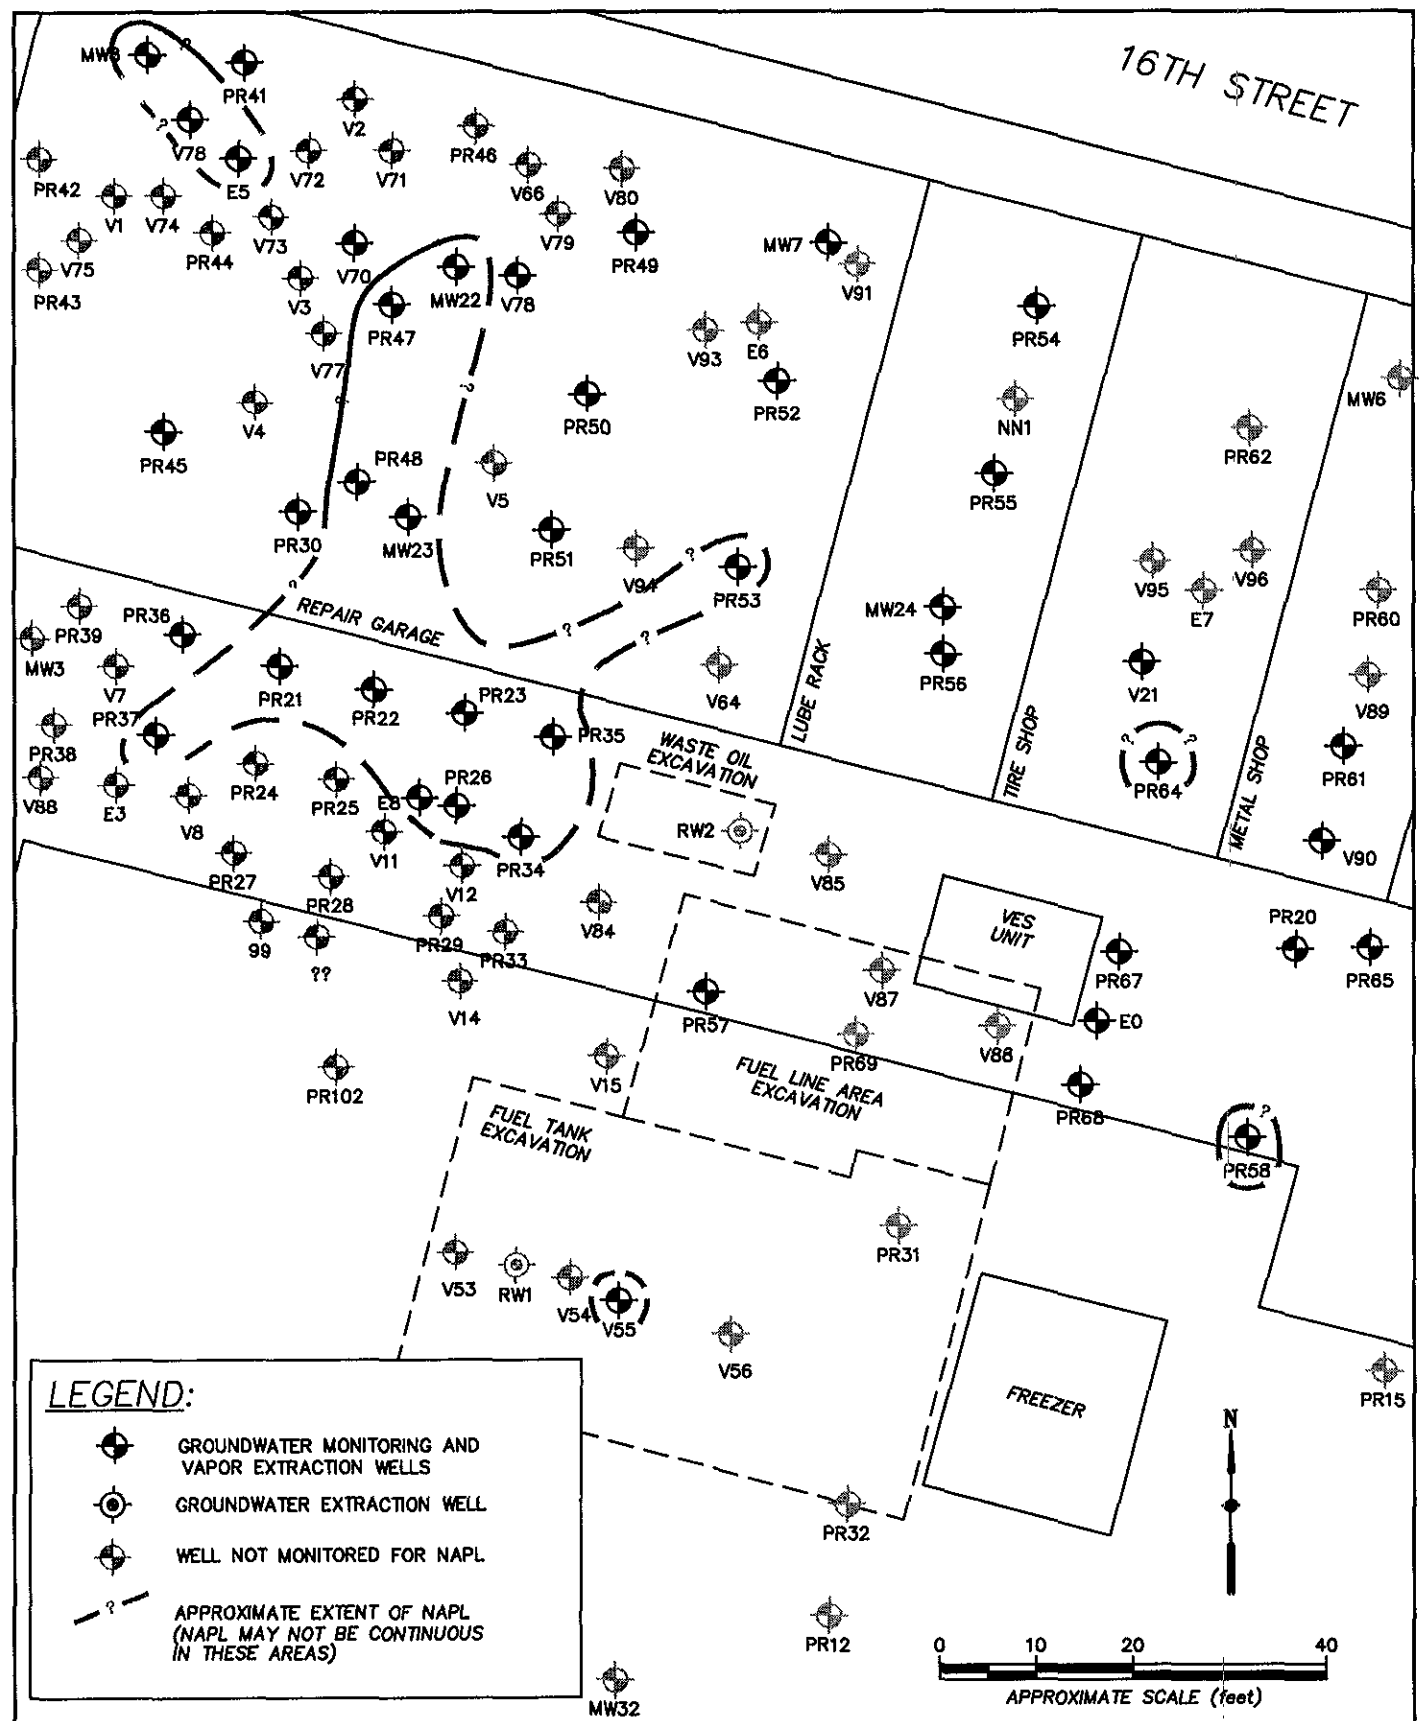 16TH STREET
MW8
PR41
V2
PR46
V78
E5
V72
V71
V66
V80
PR42
V1
V74
PR44
V73
V79
PR49
MW7
V91
V75
PR43
V3
V70
MW22
V78
PR47
V77
V93
E6
PR54
PR52
MW6
V4
PR50
NN1
PR62
PR45
PR48
V5
PR55
PR30
MW23
PR51
V94
PR53
V95
V96
E7
PR60
MW24
PR39
PR36
REPAIR GARAGE
MW3
V7
PR21
PR22
PR23
V64
PR56
V21
V89
PR37
PR38
PR35
LUBE RACK
TIRE SHOP
METAL SHOP
WASTE OIL
EXCAVATION
PR64
PR61
V88
E3
V8
PR24
PR25
E8
PR26
RW2
V11
PR34
V85
V90
PR27
PR28
V12
V84
VES
UNIT
PR20
99
??
PR29
PR33
V87
PR67
PR65
V14
PR57
V86
E0
PR69
V15
PR102
FUEL LINE AREA
EXCAVATION
PR68
FUEL TANK
EXCAVATION
PR58
PR31
V53
RW1
V54
V55
V56
FREEZER
PR15
N
PR32
PR12
MW32
LEGEND:
GROUNDWATER MONITORING AND
VAPOR EXTRACTION WELLS
GROUNDWATER EXTRACTION WELL
WELL NOT MONITORED FOR NAPL
?
APPROXIMATE EXTENT OF NAPL
(NAPL MAY NOT BE CONTINUOUS
IN THESE AREAS)
0 10 20 40
APPROXIMATE SCALE (feet)